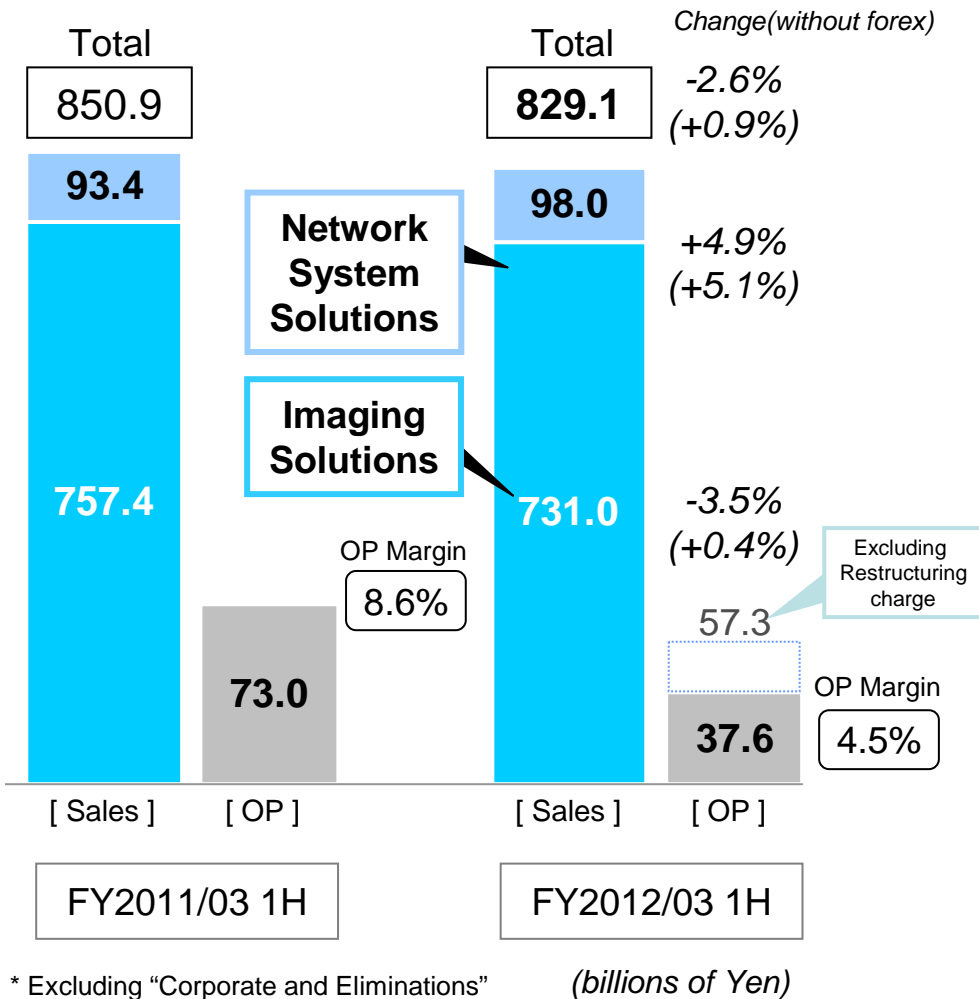 Change(without forex)
Total
850.9
Total
829.1
-2.6%
(+0.9%)
93.4
98.0
Network
System
Solutions
+4.9%
(+5.1%)
Imaging
Solutions
757.4
731.0
-3.5%
(+0.4%)
OP Margin
8.6%
Excluding
Restructuring
charge
57.3
73.0
37.6
OP Margin
4.5%
[ Sales ]
[ OP ]
[ Sales ]
[ OP ]
FY2011/03 1H
FY2012/03 1H
* Excluding “Corporate and Eliminations”
(billions of Yen)